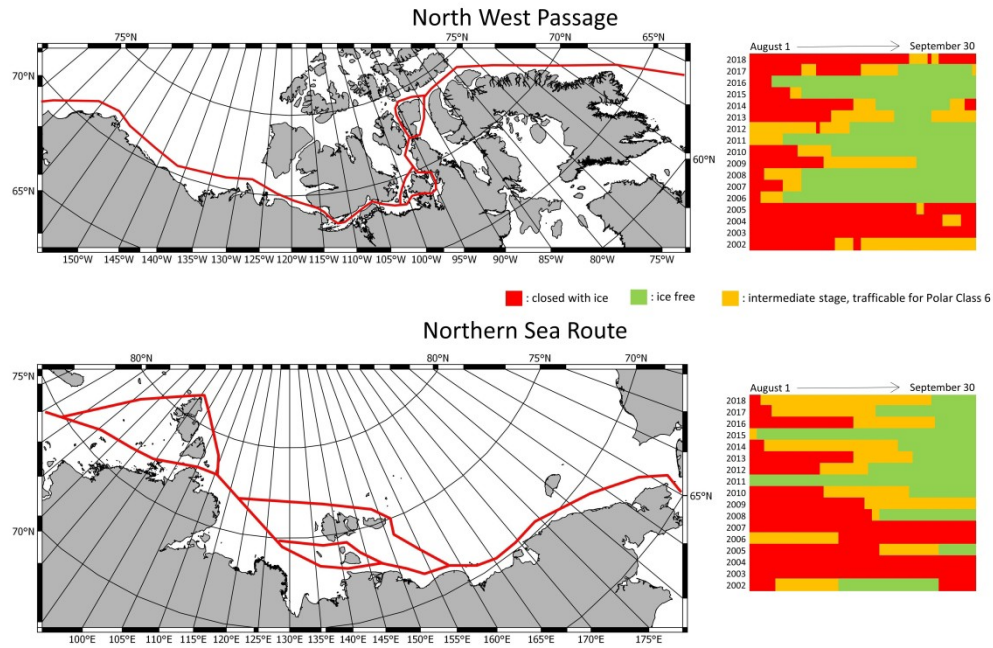 North West Passage
75°N 75°N 70°N 65°N
70°N
65°N
60°N
150°W 145°W 140°W 135°W 130°W 125°W 120°W 115°W 110°W 105°W 100°W 95°W 90°W 85°W 80°W 75°W
August 1 September 30
2018
2017
2016
2015
2014
2013
2012
2011
2010
2009
2008
2007
2006
2005
2004
2003
2002
: closed with ice : ice free : intermediate stage, trafficable for Polar Class 6
Northern Sea Route
80°N 80°N 75°N 70°N
75°N
70°N
65°N
100°E 105°E 110°E 115°E 120°E 125°E 130°E 135°E 140°E 145°E 150°E 155°E 160°E 165°E 170°E 175°E
August 1 September 30
2018
2017
2016
2015
2014
2013
2012
2011
2010
2009
2008
2007
2006
2005
2004
2003
2002